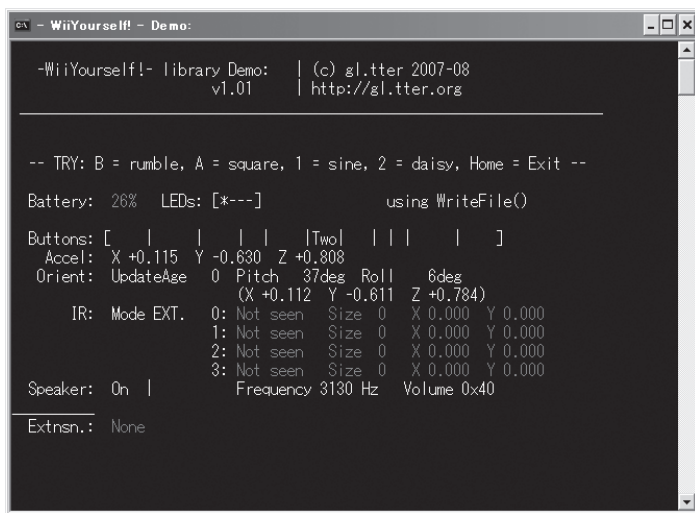 - WiiYourself! - Demo:
-WiiYourself!- library Demo: | (c) gl.tter 2007-08
v1.01 | http://gl.tter.org
-- TRY: B = rumble, A = square, 1 = sine, 2 = daisy, Home = Exit --
Battery: 26% LEDs: [*---] using WriteFile()
Buttons: [ | | | | |Two| | | | | ]
Accel: X +0.115 Y -0.630 Z +0.808
Orient: UpdateAge 0 Pitch 37deg Roll 6deg
(X +0.112 Y -0.611 Z +0.784)
IR: Mode EXT. 0: Not seen Size 0 X 0.000 Y 0.000
1: Not seen Size 0 X 0.000 Y 0.000
2: Not seen Size 0 X 0.000 Y 0.000
3: Not seen Size 0 X 0.000 Y 0.000
Speaker: On | Frequency 3130 Hz Volume 0x40
Extnsn.: None